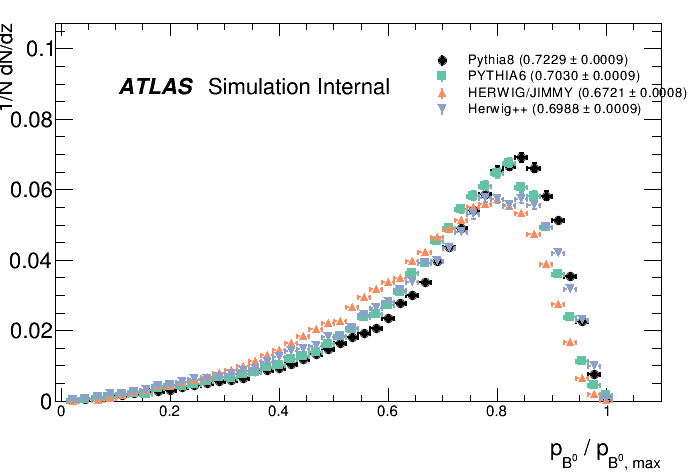 1/N dN/dz
0.1
0.08
0.06
0.04
0.02
0
ATLAS Simulation Internal
Pythia8 (0.7229 ± 0.0009)
PYTHIA6 (0.7030 ± 0.0009)
HERWIG/JIMMY (0.6721 ± 0.0008)
Herwig++ (0.6988 ± 0.0009)
0 0.2 0.4 0.6 0.8 1
p_B⁰ / p_B⁰, max